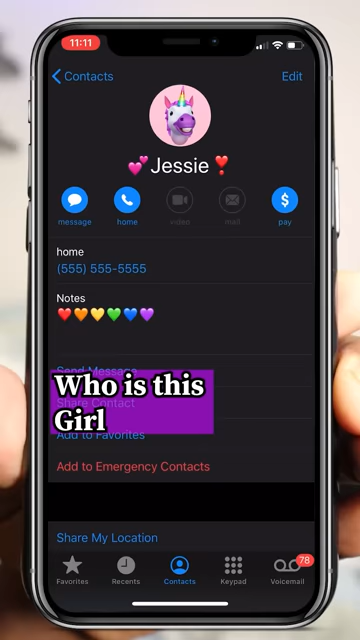 11:11
Contacts
Edit
💕Jessie❣️
message
home
video
mail
pay
home
(555) 555-5555
Notes
❤️🧡💛💚💙💜
Send Message
Who is this
Share Contact
Girl
Add to Favorites
Add to Emergency Contacts
Share My Location
78
Favorites
Recents
Contacts
Keypad
Voicemail